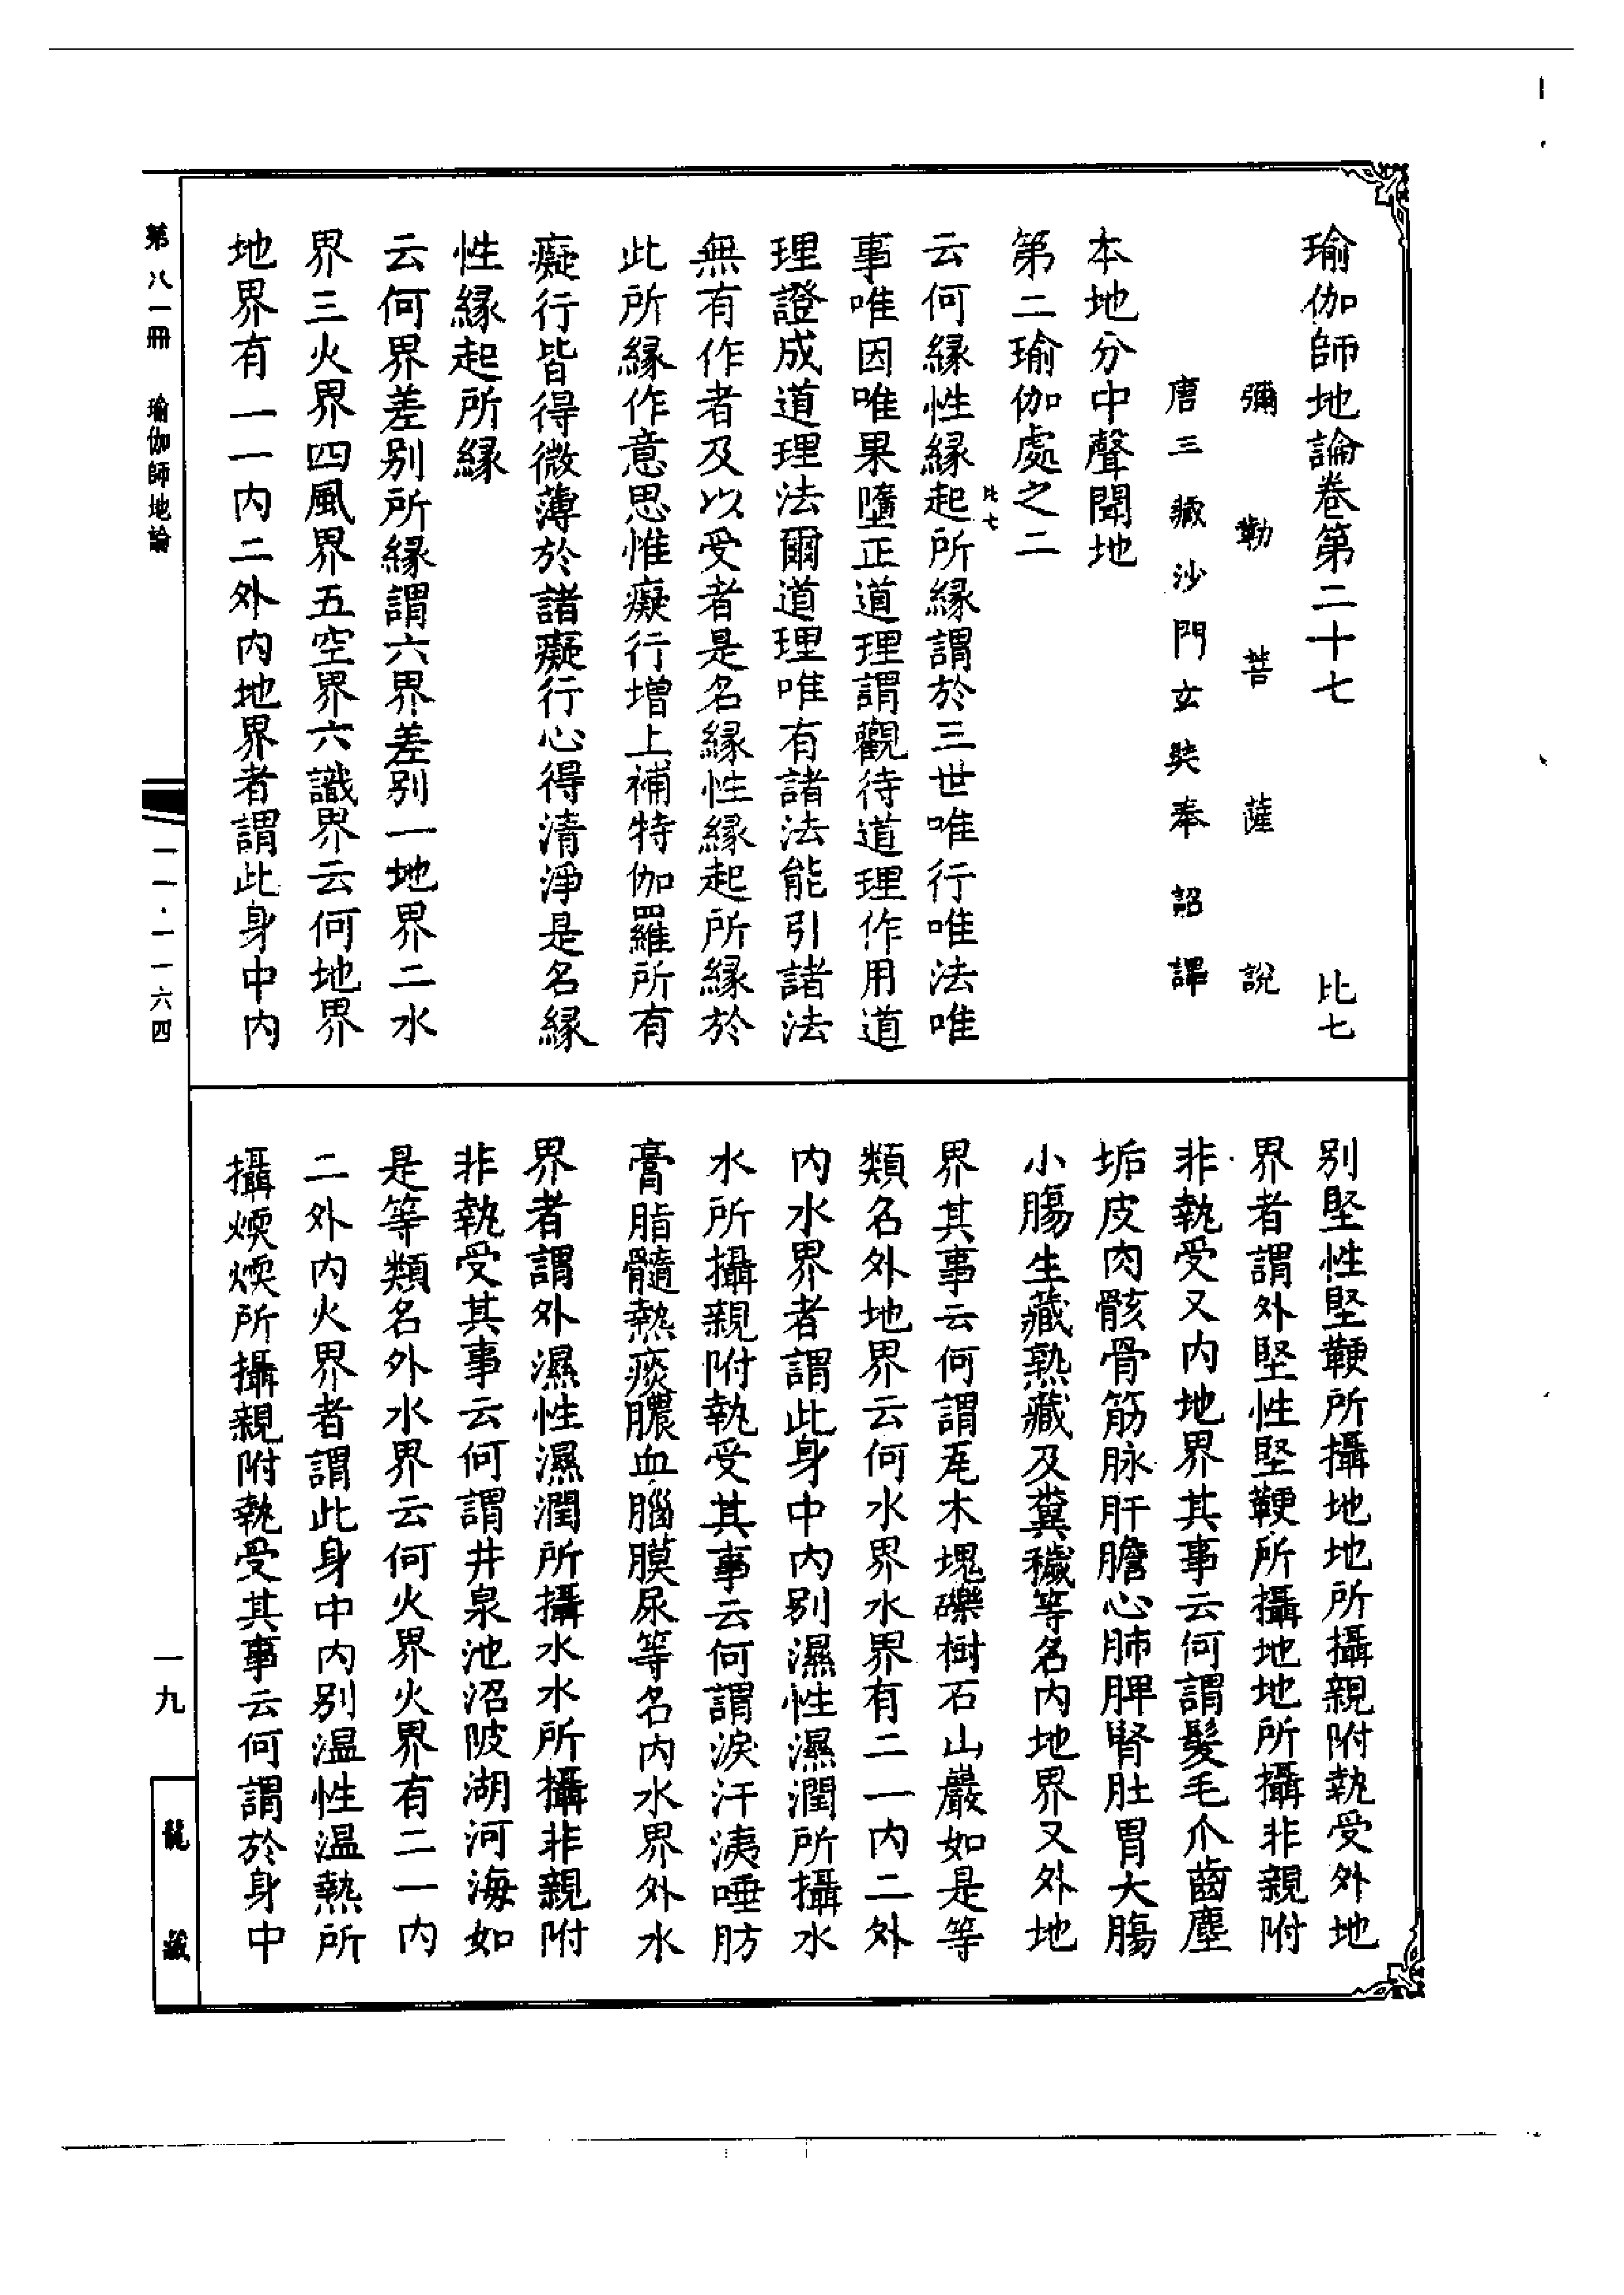 瑜伽師地論卷第二十七　比七
彌勒菩薩說
唐三藏沙門玄奘奉詔譯
本地分中聲聞地
第二瑜伽處之二
比七
云何緣性緣起所緣謂於三世唯行唯法唯
事唯因唯果墮正道理謂觀待道理作用道
理證成道理法爾道理唯有諸法能引諸法
無有作者及以受者是名緣性緣起所緣於
此所緣作意思惟癡行增上補特伽羅所有
癡行皆得微薄於諸癡行心得清淨是名緣
性緣起所緣
云何界差別所緣謂六界差別一地界二水
界三火界四風界五空界六識界云何地界
地界有二一內二外內地界者謂此身中內
別堅性堅鞕所攝地地所攝親附執受外地
界者謂外堅性堅鞕所攝地地所攝非親附
非執受又內地界其事云何謂髮毛爪齒塵
垢皮肉骸骨筋脉肝膽心肺脾腎肚胃大腸
小腸生藏熟藏及糞穢等名內地界又外地
界其事云何謂瓦木塊礫樹石山巖如是等
類名外地界云何水界水界有二一內二外
內水界者謂此身中內別濕性濕潤所攝水
水所攝親附執受其事云何謂淚汗洟唾肪
膏脂髓熱痰膿血腦膜尿等名內水界外水
界者謂外濕性濕潤所攝水水所攝非親附
非執受其事云何謂井泉池沼陂湖河海如
是等類名外水界云何火界火界有二一內
二外內火界者謂此身中內別温性温熱所
攝煗煗所攝親附執受其事云何謂於身中
第八一冊　瑜伽師地論
一一·一一六四
一九
龍藏